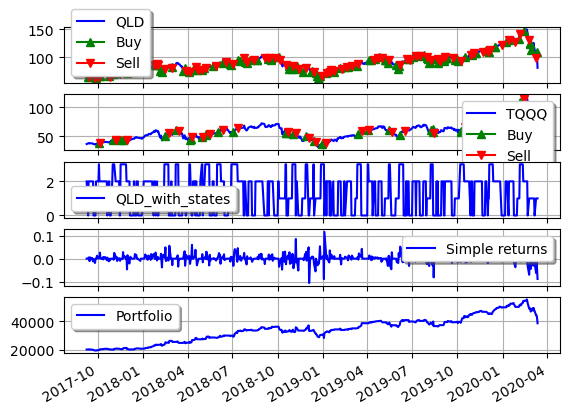 150
100
QLD
Buy
Sell
100
50
TQQQ
Buy
Sell
2
0
QLD_with_states
0.1
0.0
−0.1
Simple returns
40000
20000
Portfolio
2017-10
2018-01
2018-04
2018-07
2018-10
2019-01
2019-04
2019-07
2019-10
2020-01
2020-04